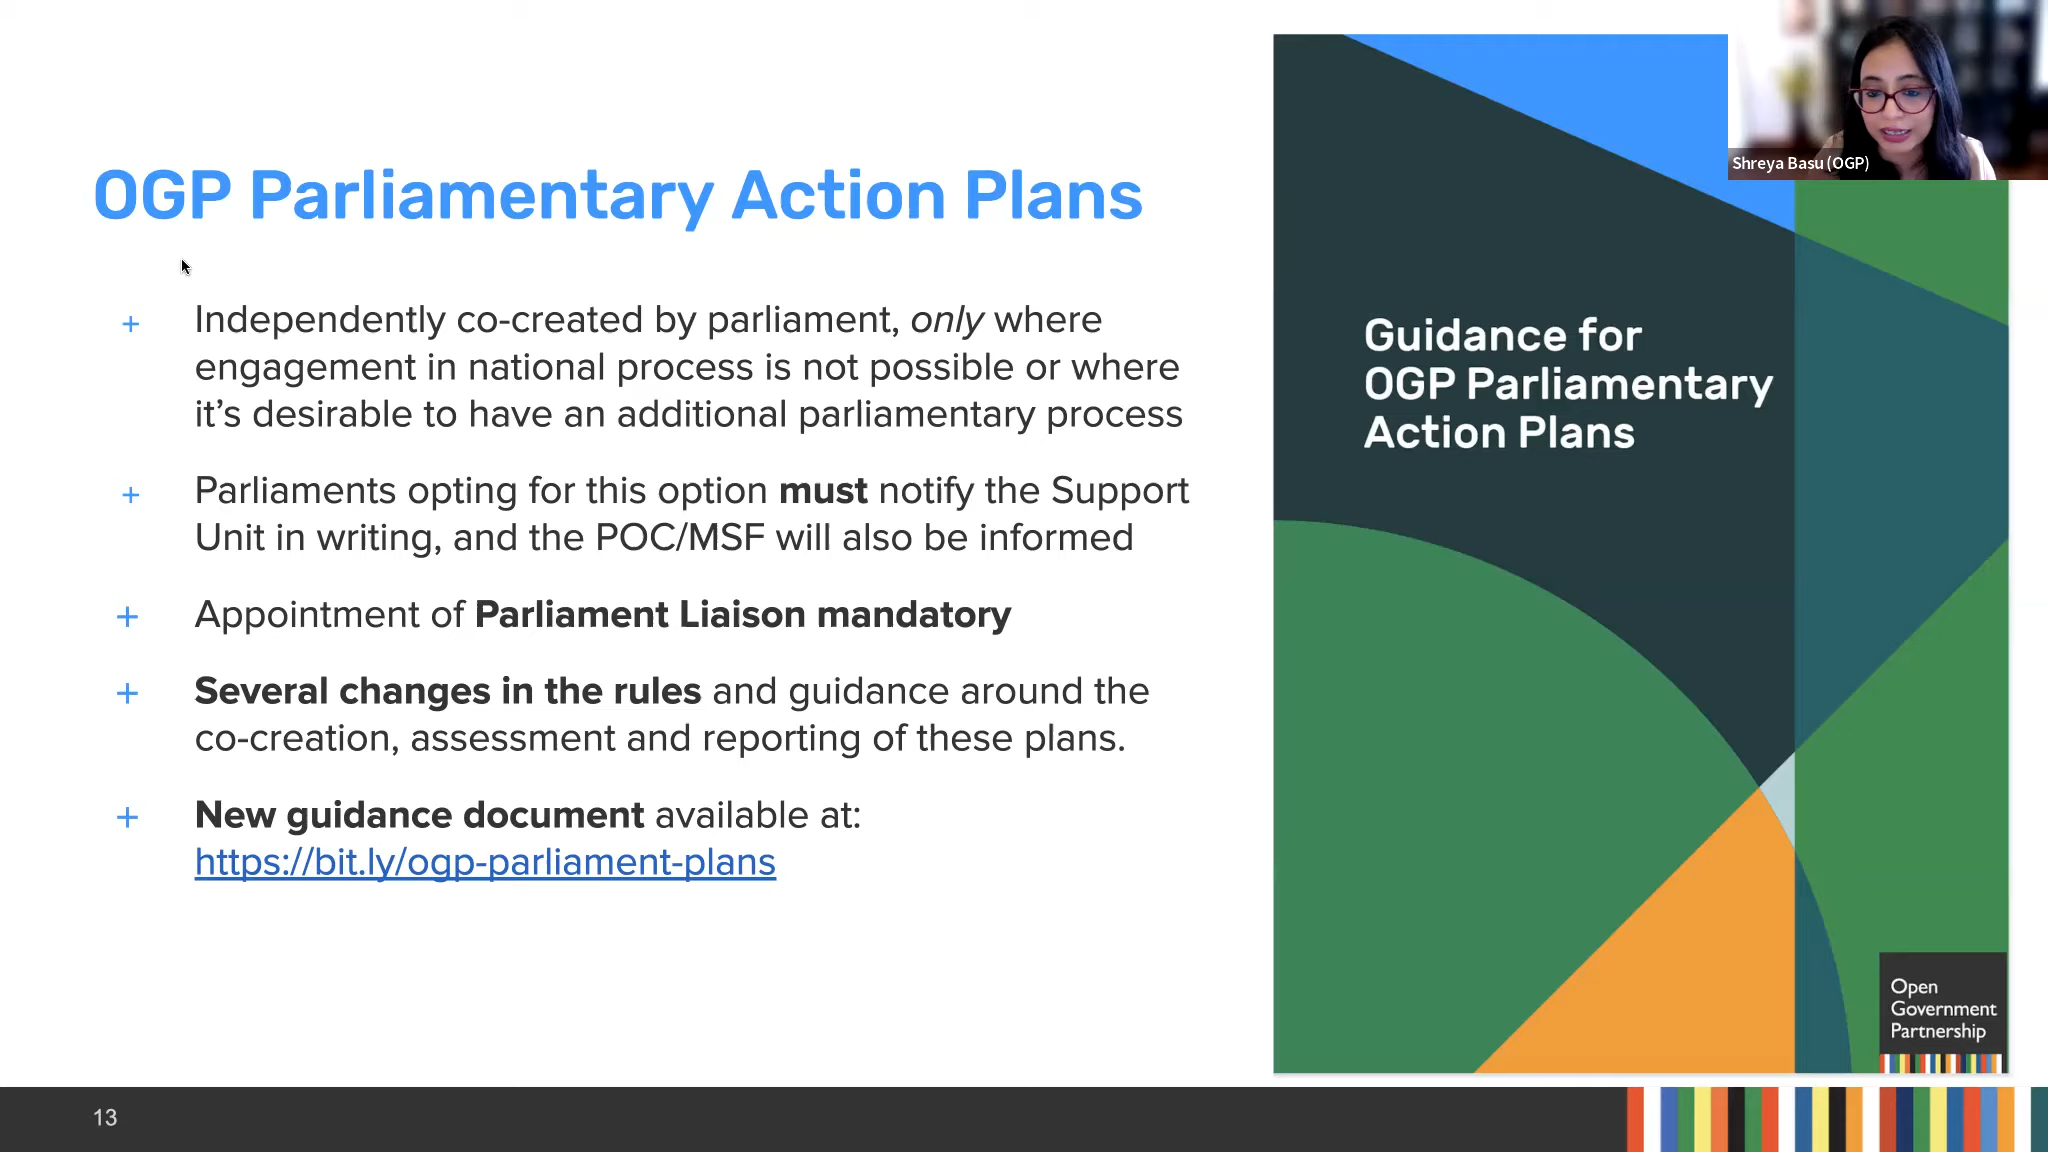 Shreya Basu (OGP)
OGP Parliamentary Action Plans
+ Independently co-created by parliament, only where
engagement in national process is not possible or where
it’s desirable to have an additional parliamentary process
+ Parliaments opting for this option must notify the Support
Unit in writing, and the POC/MSF will also be informed
+ Appointment of Parliament Liaison mandatory
+ Several changes in the rules and guidance around the
co-creation, assessment and reporting of these plans.
+ New guidance document available at:
https://bit.ly/ogp-parliament-plans
Guidance for
OGP Parliamentary
Action Plans
Open
Government
Partnership
13